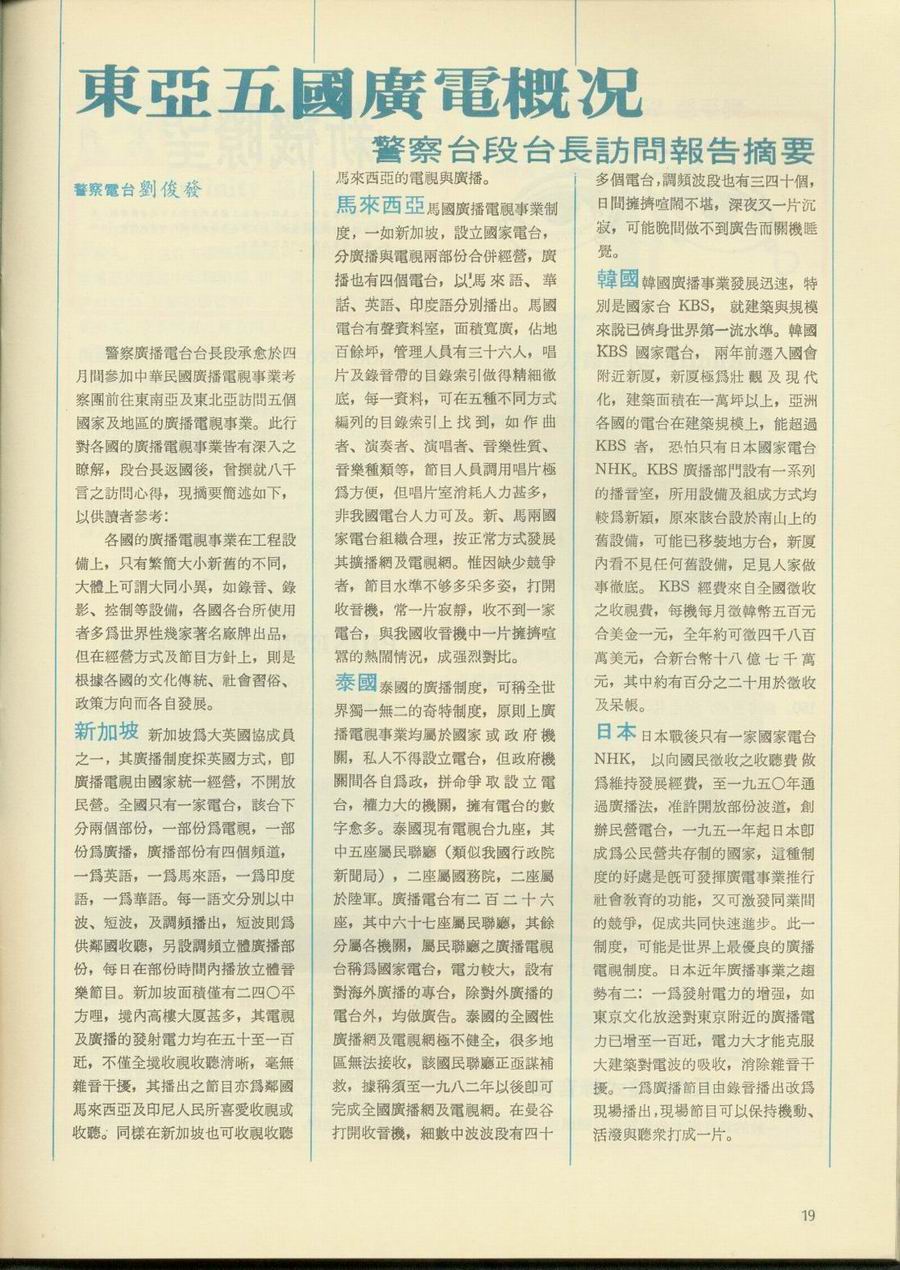 東亞五國廣電概况
警察台段台長訪問報告摘要
警察電台劉俊發
警察廣播電台台長段承愈於四
月間參加中華民國廣播電視事業考
察團前往東南亞及東北亞訪問五個
國家及地區的廣播電視事業。此行
對各國的廣播電視事業皆有深入之
瞭解，段台長返國後，曾撰就八千
言之訪問心得，現摘要簡述如下，
以供讀者參考：
各國的廣播電視事業在工程設
備上，只有繁簡大小新舊的不同，
大體上可謂大同小異，如錄音、錄
影、控制等設備，各國各台所使用
者多爲世界性幾家著名廠牌出品，
但在經營方式及節目方針上，則是
根據各國的文化傳統、社會習俗、
政策方向而各自發展。
新加坡 新加坡爲大英國協成員
之一，其廣播制度採英國方式，卽
廣播電視由國家統一經營，不開放
民營。全國只有一家電台，該台下
分兩個部份，一部份爲電視，一部
份爲廣播，廣播部份有四個頻道，
一爲英語，一爲馬來語，一爲印度
語，一爲華語。每一語文分別以中
波、短波，及調頻播出，短波則爲
供鄰國收聽，另設調頻立體廣播部
份，每日在部份時間內播放立體音
樂節目。新加坡面積僅有二四〇平
方哩，境內高樓大厦甚多，其電視
及廣播的發射電力均在五十至一百
瓩，不僅全境收視收聽清晰，毫無
雜音干擾，其播出之節目亦爲鄰國
馬來西亞及印尼人民所喜愛收視或
收聽。同樣在新加坡也可收視收聽
馬來西亞的電視與廣播。
馬來西亞 馬國廣播電視事業制
度，一如新加坡，設立國家電台，
分廣播與電視兩部份合併經營，廣
播也有四個電台，以馬來語、華
話、英語、印度語分別播出。馬國
電台有聲資料室，面積寬廣，佔地
百餘坪，管理人員有三十六人，唱
片及錄音帶的目錄索引做得精細徹
底，每一資料，可在五種不同方式
編列的目錄索引上找到，如作曲
者、演奏者、演唱者、音樂性質、
音樂種類等，節目人員調用唱片極
爲方便，但唱片室消耗人力甚多，
非我國電台人力可及。新、馬兩國
家電台組織合理，按正常方式發展
其擴播網及電視網。惟因缺少競爭
者，節目水準不够多采多姿，打開
收音機，常一片寂靜，收不到一家
電台，與我國收音機中一片擁擠喧
嚣的熱鬧情況，成强烈對比。
泰國 泰國的廣播制度，可稱全世
界獨一無二的奇特制度，原則上廣
播電視事業均屬於國家或政府機
關，私人不得設立電台，但政府機
關間各自爲政，拼命爭取設立電
台，權力大的機關，擁有電台的數
字愈多。泰國現有電視台九座，其
中五座屬民聯廳（類似我國行政院
新聞局），二座屬國務院，二座屬
於陸軍。廣播電台有二百二十六
座，其中六十七座屬民聯廳，其餘
分屬各機關，屬民聯廳之廣播電視
台稱爲國家電台，電力較大，設有
對海外廣播的專台，除對外廣播的
電台外，均做廣告。泰國的全國性
廣播網及電視網極不健全，很多地
區無法接收，該國民聯廳正亟謀補
救，據稱須至一九八二年以後卽可
完成全國廣播網及電視網。在曼谷
打開收音機，細數中波波段有四十
多個電台，調頻波段也有三四十個，
日間擁擠喧鬧不堪，深夜又一片沉
寂，可能晚間做不到廣告而關機睡
覺。
韓國 韓國廣播事業發展迅速，特
別是國家台 KBS， 就建築與規模
來說已儕身世界第一流水準。韓國
KBS 國家電台， 兩年前遷入國會
附近新厦，新厦極爲壯觀及現代
化，建築面積在一萬坪以上，亞洲
各國的電台在建築規模上，能超過
KBS 者， 恐怕只有日本國家電台
NHK。KBS 廣播部門設有一系列
的播音室，所用設備及組成方式均
較爲新穎，原來該台設於南山上的
舊設備，可能已移裝地方台，新厦
內看不見任何舊設備，足見人家做
事徹底。 KBS 經費來自全國徵收
之收視費，每機每月徵韓幣五百元
合美金一元，全年約可徵四千八百
萬美元，合新台幣十八億七千萬
元，其中約有百分之二十用於徵收
及呆帳。
日本 日本戰後只有一家國家電台
NHK， 以向國民徵收之收聽費做
爲維持發展經費，至一九五〇年通
過廣播法，准許開放部份波道，創
辦民營電台，一九五一年起日本卽
成爲公民營共存制的國家，這種制
度的好處是旣可發揮廣電事業推行
社會教育的功能，又可激發同業間
的競爭，促成共同快速進步。此一
制度，可能是世界上最優良的廣播
電視制度。日本近年廣播事業之趨
勢有二：一爲發射電力的增强，如
東京文化放送對東京附近的廣播電
力已增至一百瓩，電力大才能克服
大建築對電波的吸收，消除雜音干
擾。一爲廣播節目由錄音播出改爲
現場播出，現場節目可以保持機動、
活潑與聽衆打成一片。
19